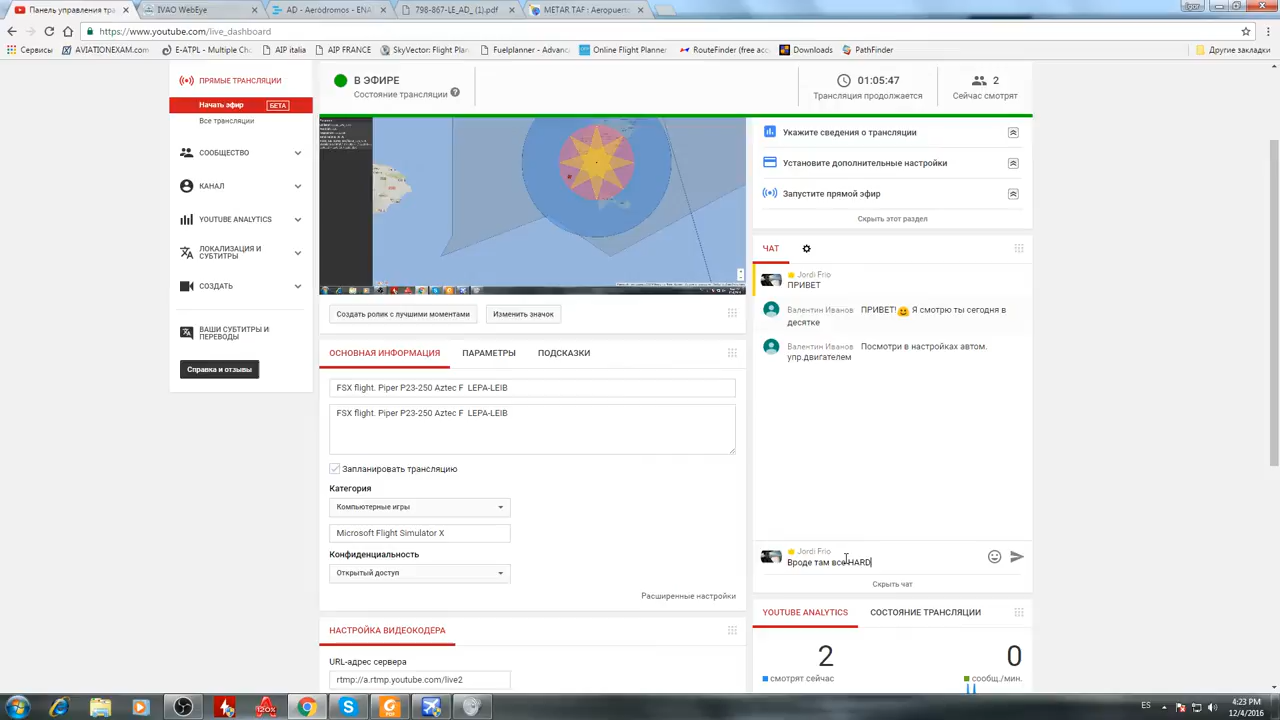 Панель управления тра
IVAO WebEye
AD - Aeródromos - ENA
798-867-LE_AD_ (1).pdf
METAR TAF : Aeropuerto
Igor
https://www.youtube.com/live_dashboard
Сервисы
AVIATIONEXAM.com
E-ATPL - Multiple Cho
AIP italia
AIP FRANCE
SkyVector: Flight Plan
Fuelplanner - Advanc
Online Flight Planner
RouteFinder (free acc
Downloads
PathFinder
Другие закладки
ПРЯМЫЕ ТРАНСЛЯЦИИ
Начать эфир БЕТА
Все трансляции
СООБЩЕСТВО
КАНАЛ
YOUTUBE ANALYTICS
ЛОКАЛИЗАЦИЯ И
СУБТИТРЫ
СОЗДАТЬ
ВАШИ СУБТИТРЫ И
ПЕРЕВОДЫ
Справка и отзывы
В ЭФИРЕ
Состояние трансляции ?
01:05:47
Трансляция продолжается
2
Сейчас смотрят
Создать ролик с лучшими моментами
Изменить значок
ОСНОВНАЯ ИНФОРМАЦИЯ
ПАРАМЕТРЫ
ПОДСКАЗКИ
FSX flight. Piper P23-250 Aztec F LEPA-LEIB
FSX flight. Piper P23-250 Aztec F LEPA-LEIB
Запланировать трансляцию
Категория
Компьютерные игры
Microsoft Flight Simulator X
Конфиденциальность
Открытый доступ
Расширенные настройки
НАСТРОЙКА ВИДЕОКОДЕРА
URL-адрес сервера
rtmp://a.rtmp.youtube.com/live2
Укажите сведения о трансляции
Установите дополнительные настройки
Запустите прямой эфир
Скрыть этот раздел
ЧАТ
Jordi Frio
ПРИВЕТ
Валентин Иванов ПРИВЕТ! Я смотрю ты сегодня в
десятке
Валентин Иванов Посмотри в настройках автом.
упр.двигателем
Jordi Frio
Вроде там все HARD
Скрыть чат
YOUTUBE ANALYTICS
СОСТОЯНИЕ ТРАНСЛЯЦИИ
2
смотрят сейчас
0
сообщ./мин.
ES
4:23 PM
12/4/2016